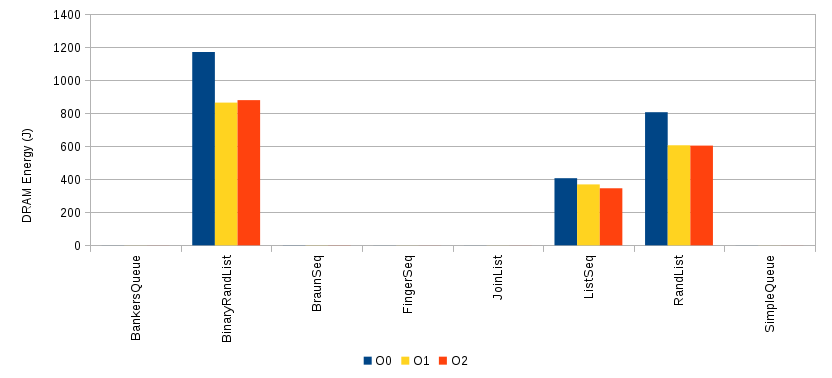 1400
1200
1000
800
600
400
200
0
DRAM Energy (J)
BankersQueue
BinaryRandList
BraunSeq
FingerSeq
JoinList
ListSeq
RandList
SimpleQueue
O0 O1 O2